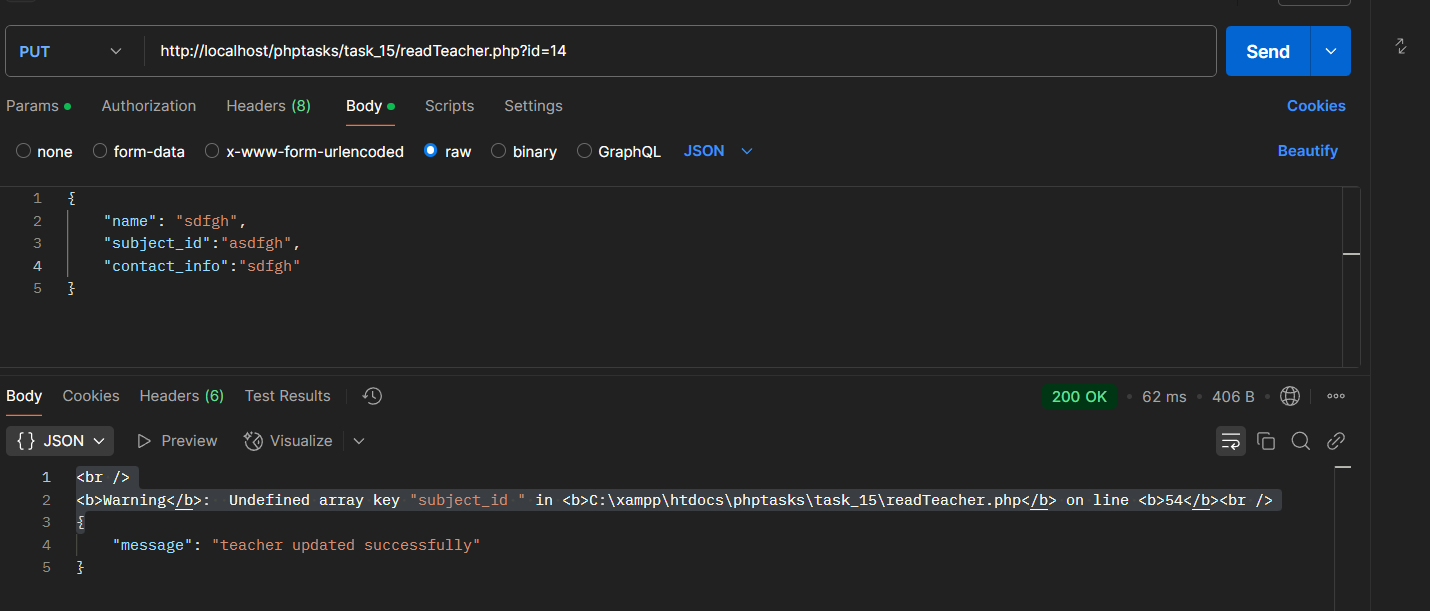 PUT http://localhost/phptasks/task_15/readTeacher.php?id=14 Send
Params Authorization Headers (8) Body Scripts Settings Cookies
none form-data x-www-form-urlencoded raw binary GraphQL JSON Beautify
1 {
2 "name": "sdfgh",
3 "subject_id":"asdfgh",
4 "contact_info":"sdfgh"
5 }
Body Cookies Headers (6) Test Results 200 OK • 62 ms • 406 B •
{} JSON Preview Visualize
1 <br />
2 <b>Warning</b>:  Undefined array key "subject_id " in <b>C:\xampp\htdocs\phptasks\task_15\readTeacher.php</b> on line <b>54</b><br />
3 {
4 "message": "teacher updated successfully"
5 }